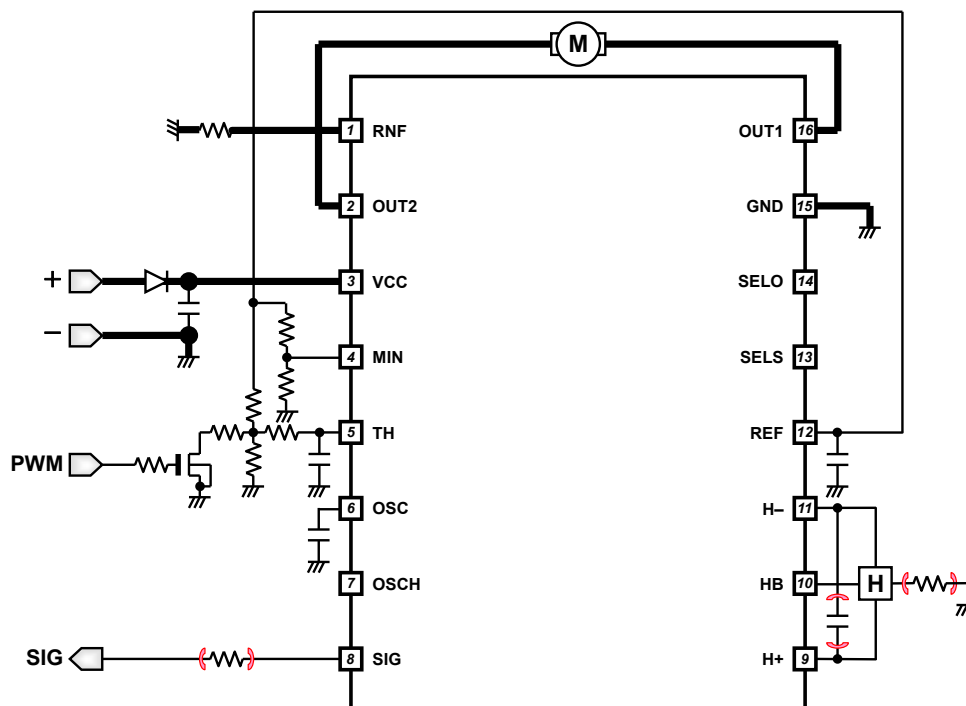 M
1 RNF OUT1 16
2 OUT2 GND 15
+ 3 VCC SELO 14
−
4 MIN SELS 13
5 TH REF 12
PWM
6 OSC H– 11
7 OSCH HB 10 H
SIG 8 SIG H+ 9